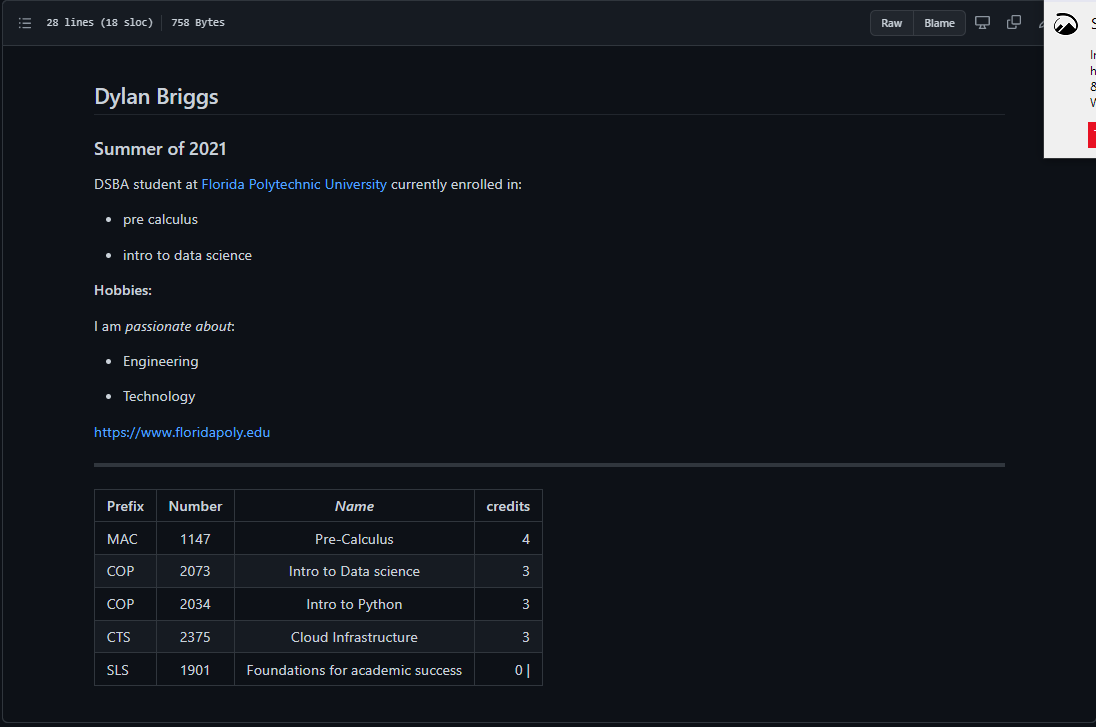 28 lines (18 sloc) 758 Bytes Raw Blame
Dylan Briggs
Summer of 2021
DSBA student at Florida Polytechnic University currently enrolled in:
pre calculus
intro to data science
Hobbies:
I am passionate about:
Engineering
Technology
https://www.floridapoly.edu
Prefix Number Name credits
MAC 1147 Pre-Calculus 4
COP 2073 Intro to Data science 3
COP 2034 Intro to Python 3
CTS 2375 Cloud Infrastructure 3
SLS 1901 Foundations for academic success 0 |